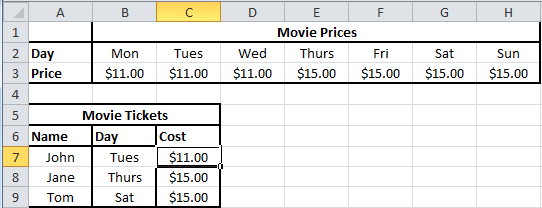 A B C D E F G H
1 Movie Prices
2 Day Mon Tues Wed Thurs Fri Sat Sun
3 Price $11.00 $11.00 $11.00 $15.00 $15.00 $15.00 $15.00
4
5 Movie Tickets
6 Name Day Cost
7 John Tues $11.00
8 Jane Thurs $15.00
9 Tom Sat $15.00